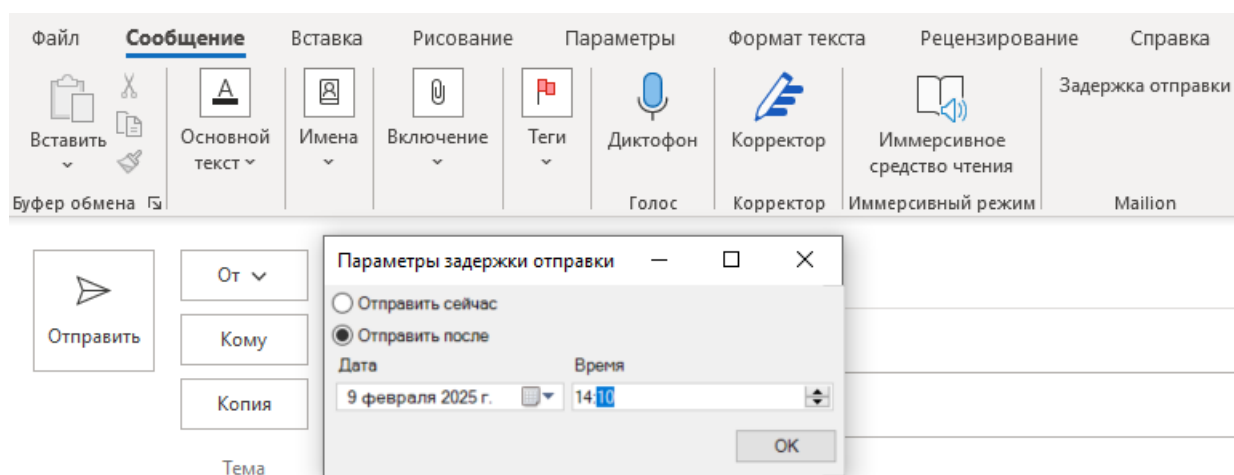 Файл Сообщение Вставка Рисование Параметры Формат текста Рецензирование Справка
Вставить
Основной текст
Имена
Включение
Теги
Диктофон
Корректор
Иммерсивное средство чтения
Задержка отправки
Буфер обмена Голос Корректор Иммерсивный режим Mailion
Отправить
От
Кому
Копия
Тема
Параметры задержки отправки
Отправить сейчас
Отправить после
Дата Время
9 февраля 2025 г. 14:10
OK